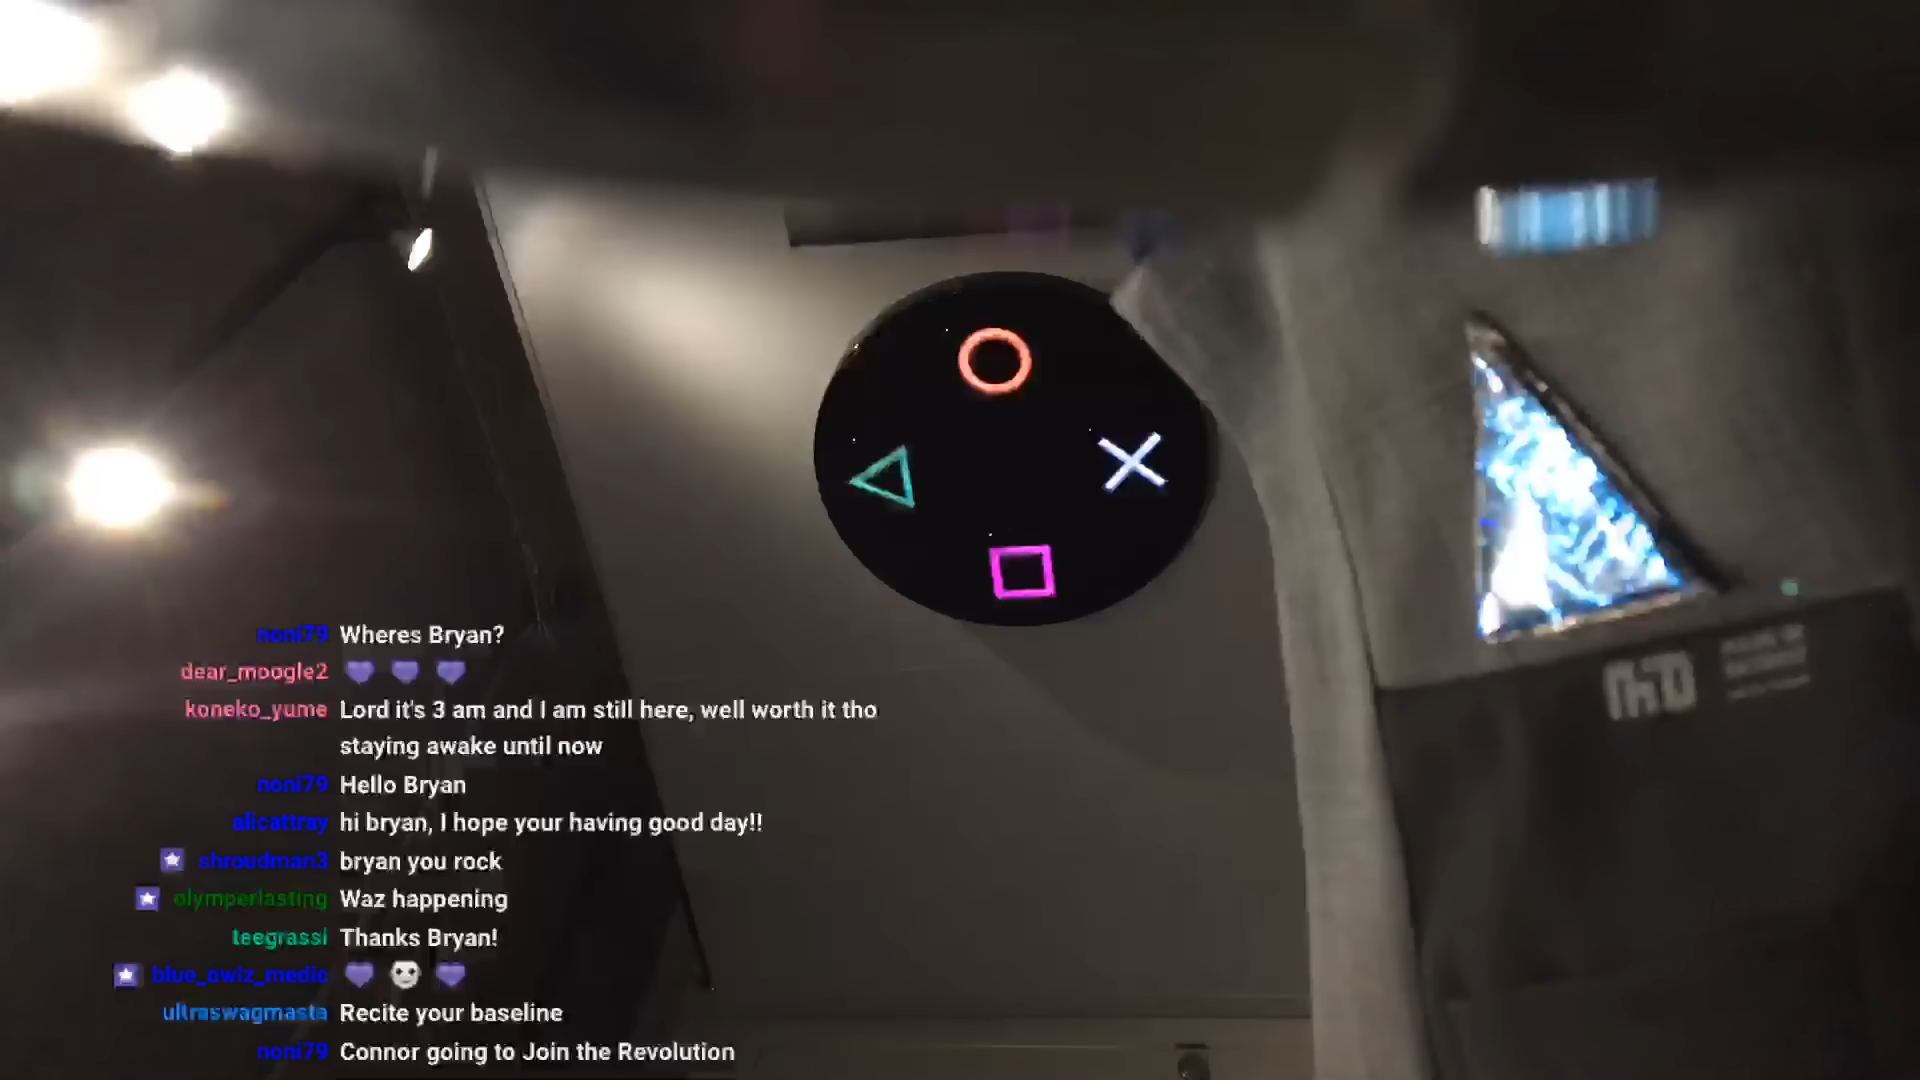 noni79 Wheres Bryan?
dear_moogle2
koneko_yume Lord it's 3 am and I am still here, well worth it tho
staying awake until now
noni79 Hello Bryan
alicattray hi bryan, I hope your having good day!!
shroudman3 bryan you rock
olymperlasting Waz happening
teegrassi Thanks Bryan!
blue_owlz_medic
ultraswagmasta Recite your baseline
noni79 Connor going to Join the Revolution